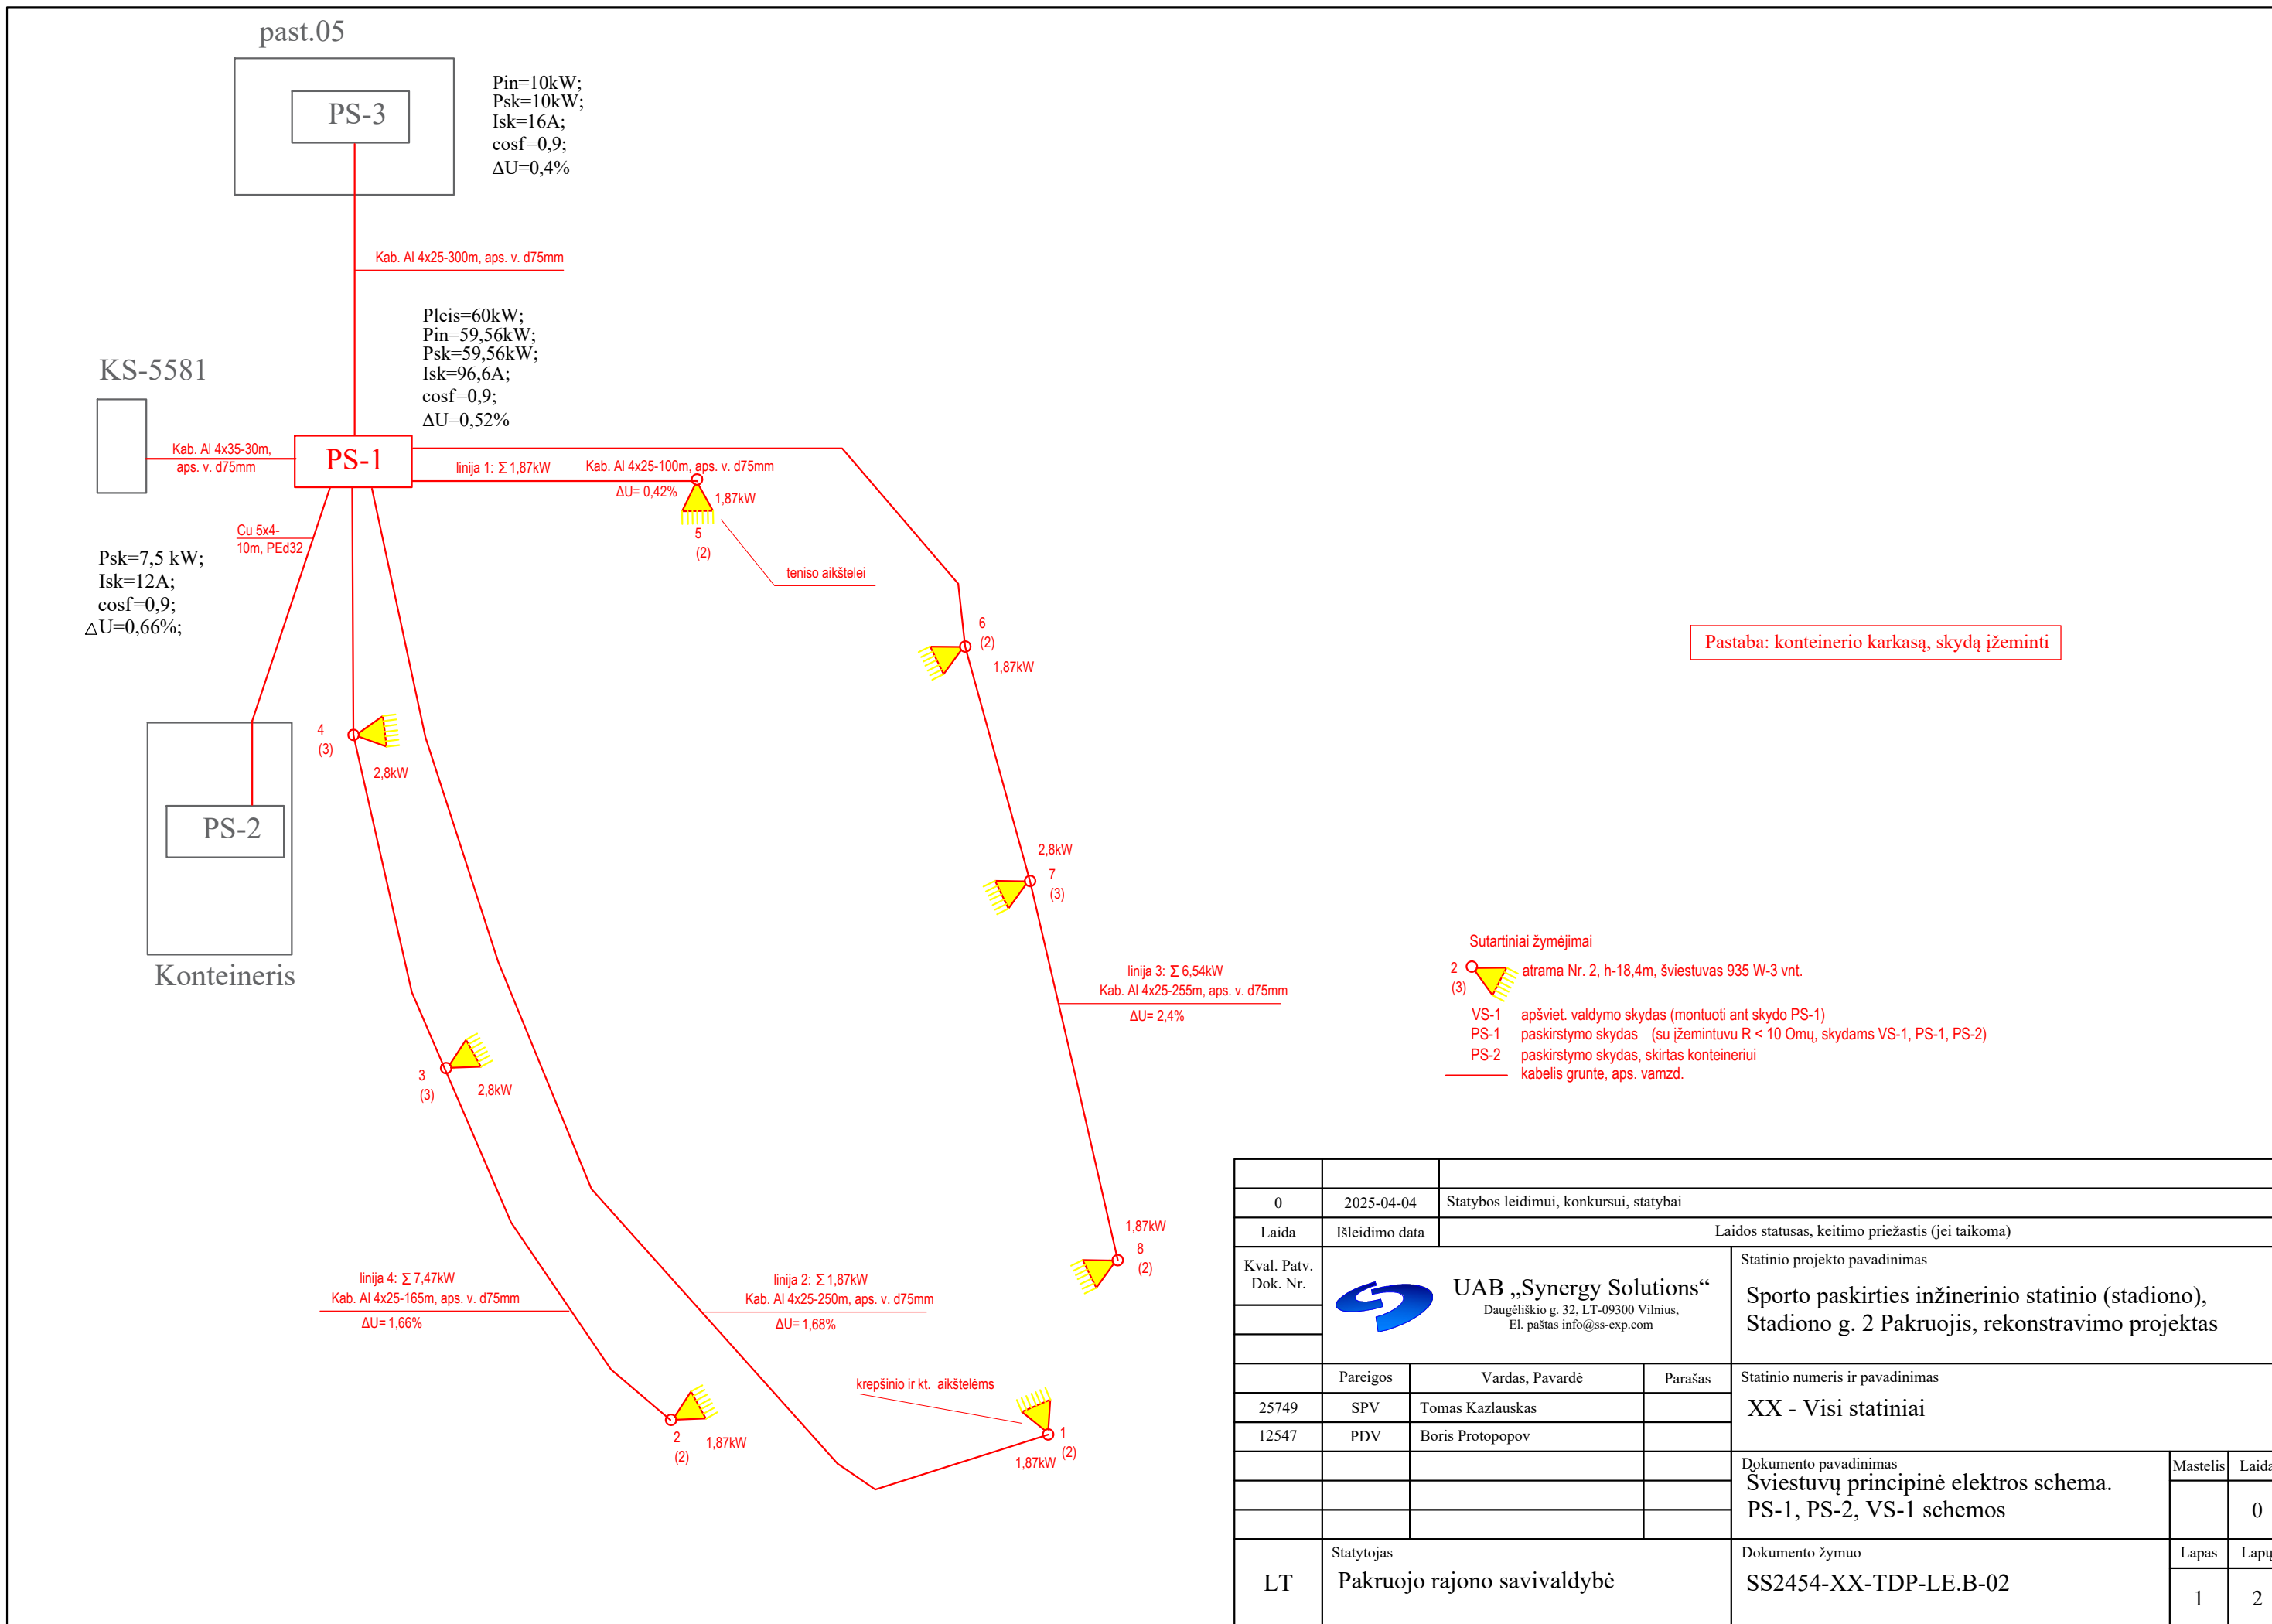 past.05
PS-3
Pin=10kW;
Psk=10kW;
Isk=16A;
cosf=0,9;
ΔU=0,4%
Kab. Al 4x25-300m, aps. v. d75mm
Pleis=60kW;
Pin=59,56kW;
Psk=59,56kW;
Isk=96,6A;
cosf=0,9;
ΔU=0,52%
KS-5581
Kab. Al 4x35-30m,
aps. v. d75mm
PS-1
linija 1: Σ 1,87kW
Kab. Al 4x25-100m, aps. v. d75mm
ΔU= 0,42%
1,87kW
5
(2)
teniso aikštelei
Cu 5x4-
10m, PEd32
Psk=7,5 kW;
Isk=12A;
cosf=0,9;
△U=0,66%;
6
(2)
1,87kW
Pastaba: konteinerio karkasą, skydą įžeminti
4
(3)
2,8kW
PS-2
Konteineris
2,8kW
7
(3)
linija 3: Σ 6,54kW
Kab. Al 4x25-255m, aps. v. d75mm
ΔU= 2,4%
Sutartiniai žymėjimai
2
(3)
atrama Nr. 2, h-18,4m, šviestuvas 935 W-3 vnt.
VS-1 apšviet. valdymo skydas (montuoti ant skydo PS-1)
PS-1 paskirstymo skydas (su įžemintuvu R < 10 Omų, skydams VS-1, PS-1, PS-2)
PS-2 paskirstymo skydas, skirtas konteineriui
kabelis grunte, aps. vamzd.
3
(3)
2,8kW
1,87kW
8
(2)
linija 4: Σ 7,47kW
Kab. Al 4x25-165m, aps. v. d75mm
ΔU= 1,66%
linija 2: Σ 1,87kW
Kab. Al 4x25-250m, aps. v. d75mm
ΔU= 1,68%
krepšinio ir kt. aikštelėms
2
(2)
1,87kW
1
(2)
1,87kW
0 2025-04-04 Statybos leidimui, konkursui, statybai
Laida Išleidimo data Laidos statusas, keitimo priežastis (jei taikoma)
Kval. Patv.
Dok. Nr.
UAB „Synergy Solutions“
Daugėliškio g. 32, LT-09300 Vilnius,
El. paštas info@ss-exp.com
Statinio projekto pavadinimas
Sporto paskirties inžinerinio statinio (stadiono),
Stadiono g. 2 Pakruojis, rekonstravimo projektas
Pareigos Vardas, Pavardė Parašas
25749 SPV Tomas Kazlauskas
12547 PDV Boris Protopopov
Statinio numeris ir pavadinimas
XX - Visi statiniai
Dokumento pavadinimas
Šviestuvų principinė elektros schema.
PS-1, PS-2, VS-1 schemos
Mastelis Laida
0
LT
Statytojas
Pakruojo rajono savivaldybė
Dokumento žymuo
SS2454-XX-TDP-LE.B-02
Lapas Lapų
1 2